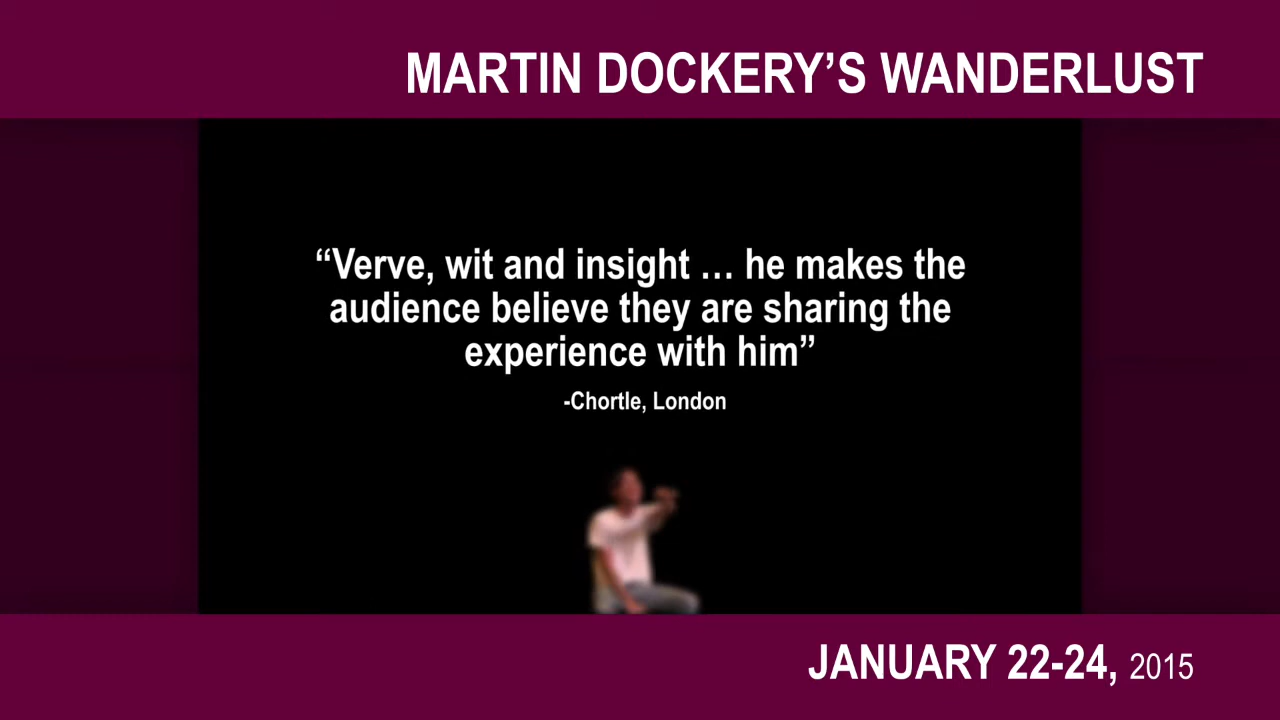 MARTIN DOCKERY’S WANDERLUST
“Verve, wit and insight … he makes the
audience believe they are sharing the
experience with him”
-Chortle, London
JANUARY 22-24, 2015